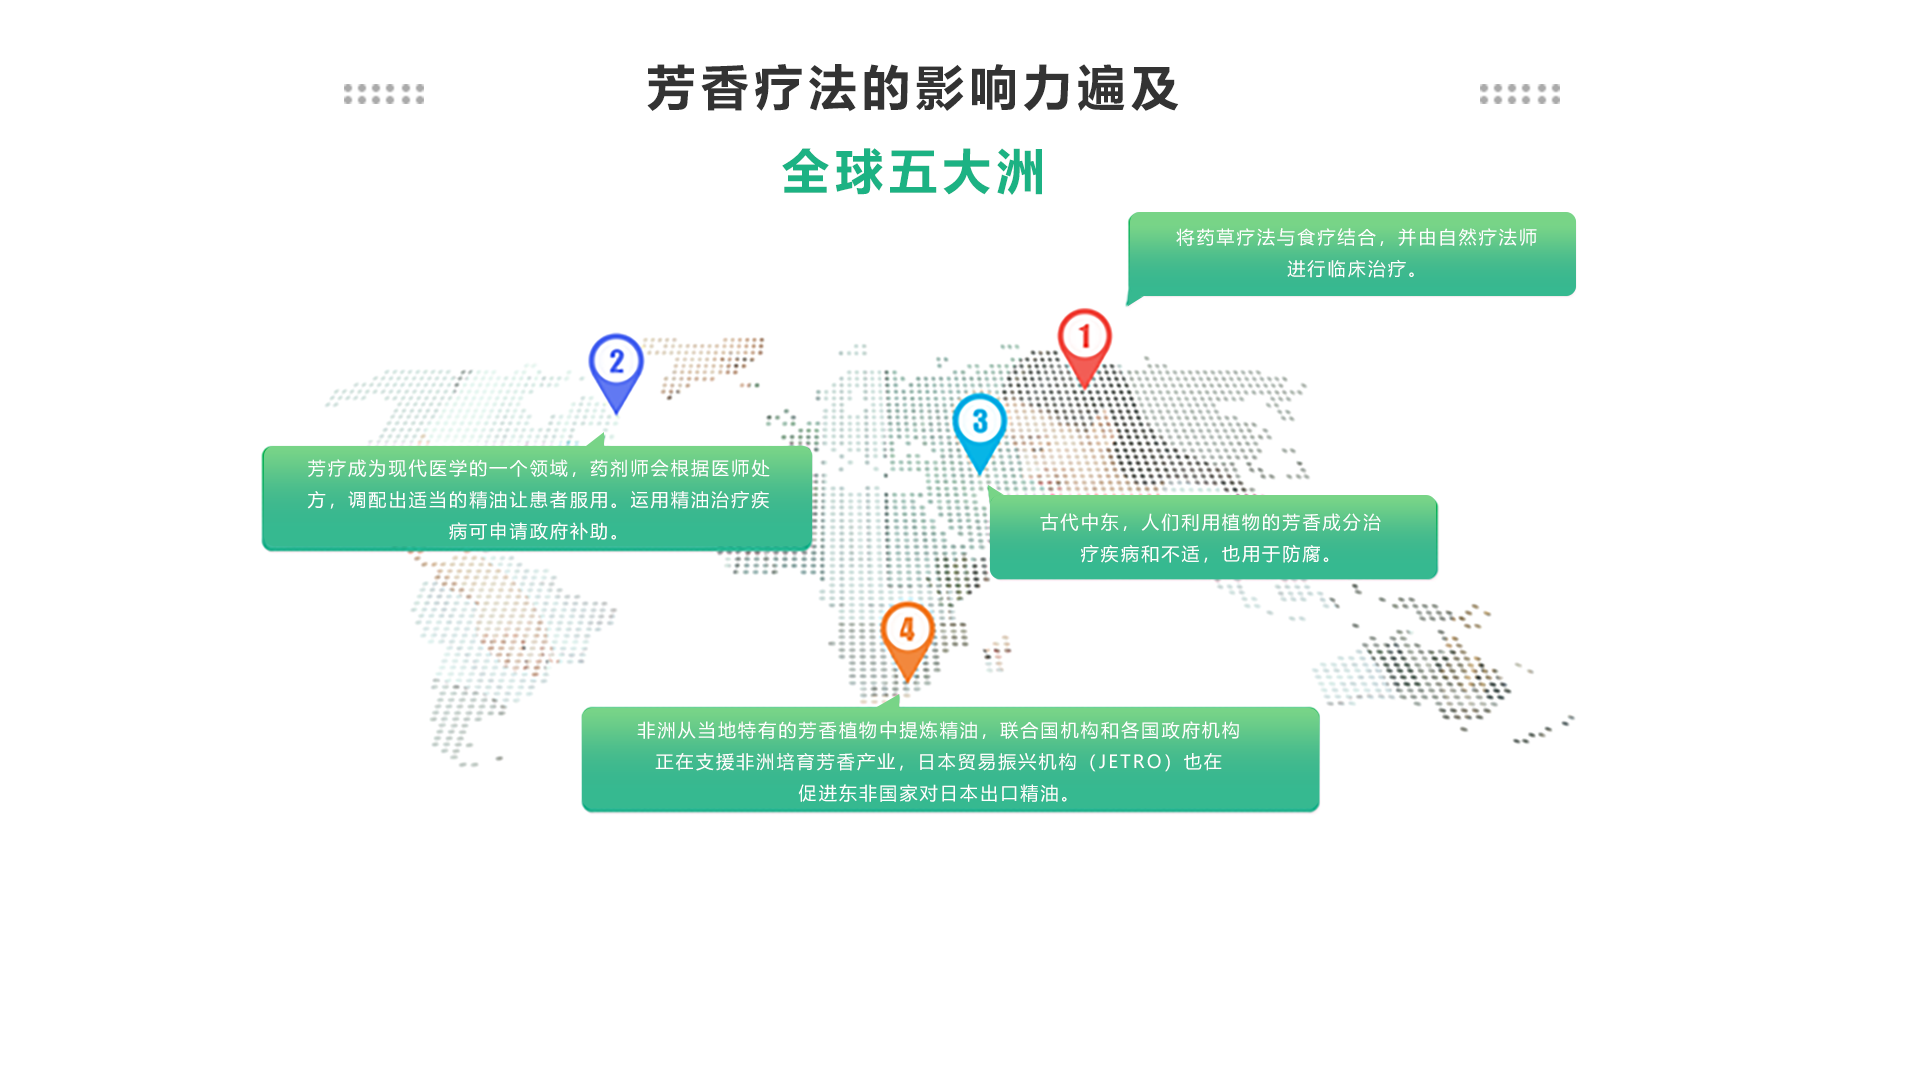 芳香疗法的影响力遍及
全球五大洲
将药草疗法与食疗结合，并由自然疗法师
进行临床治疗。
1
2
3
芳疗成为现代医学的一个领域，药剂师会根据医师处
方，调配出适当的精油让患者服用。运用精油治疗疾
病可申请政府补助。
古代中东，人们利用植物的芳香成分治
疗疾病和不适，也用于防腐。
4
非洲从当地特有的芳香植物中提炼精油，联合国机构和各国政府机构
正在支援非洲培育芳香产业，日本贸易振兴机构（JETRO）也在
促进东非国家对日本出口精油。